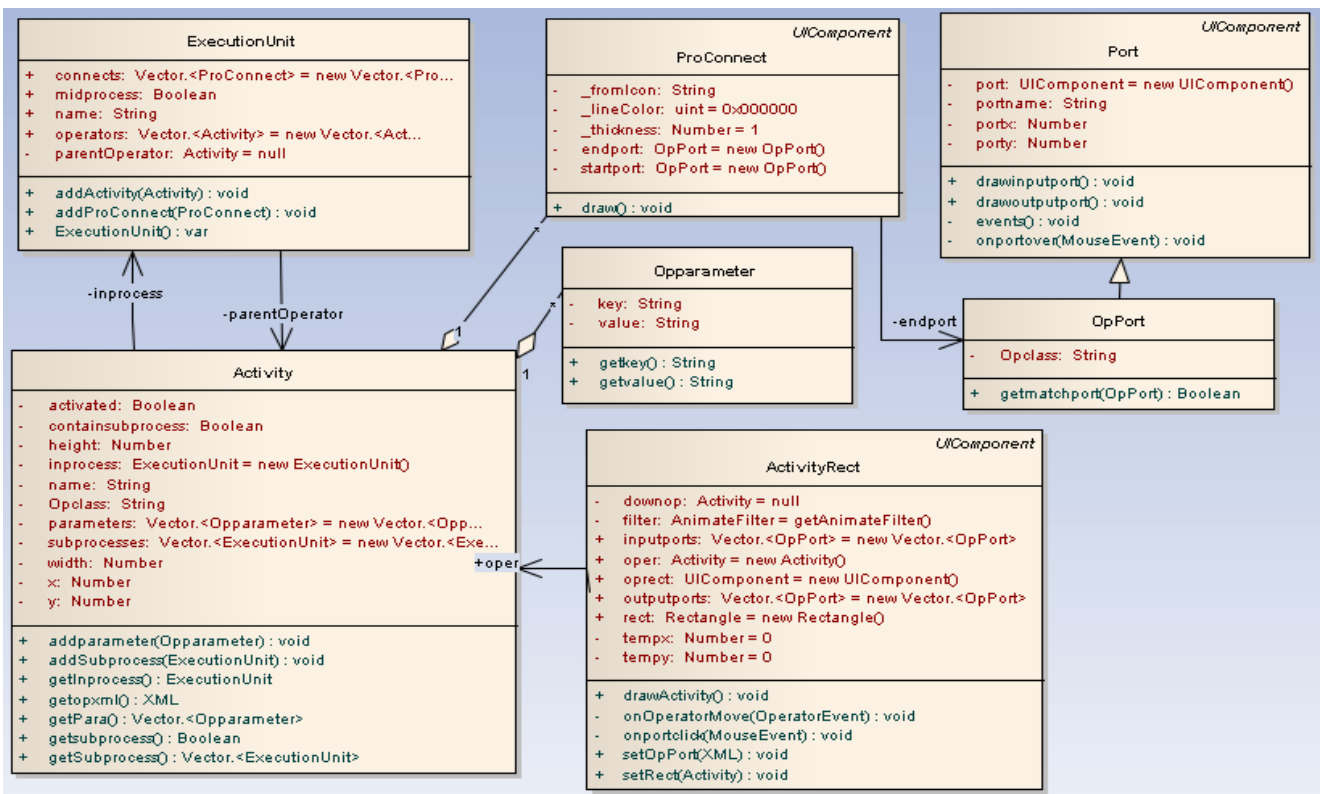 ExecutionUnit
+ connects: Vector.<ProConnect> = new Vector.<Pro...
+ midprocess: Boolean
+ name: String
+ operators: Vector.<Activity> = new Vector.<Act...
- parentOperator: Activity = null
+ addActivity(Activity) : void
+ addProConnect(ProConnect) : void
+ ExecutionUnit() : var
UIComponent
ProConnect
- _fromIcon: String
- _lineColor: uint = 0x000000
- _thickness: Number = 1
- endport: OpPort = new OpPort()
- startport: OpPort = new OpPort()
+ draw() : void
UIComponent
Port
- port: UIComponent = new UIComponent()
- portname: String
- portx: Number
- porty: Number
+ drawinputport() : void
+ drawoutputport() : void
- events() : void
- onportover(MouseEvent) : void
-inprocess
-parentOperator
*
1
*
1
Opparameter
- key: String
- value: String
+ getkey() : String
+ getvalue() : String
-endport
OpPort
- Opclass: String
+ getmatchport(OpPort) : Boolean
Activity
- activated: Boolean
- containsubprocess: Boolean
- height: Number
- inprocess: ExecutionUnit = new ExecutionUnit()
- name: String
- Opclass: String
- parameters: Vector.<Opparameter> = new Vector.<Opp...
- subprocesses: Vector.<ExecutionUnit> = new Vector.<Exe...
- width: Number
- x: Number
- y: Number
+ addparameter(Opparameter) : void
+ addSubprocess(ExecutionUnit) : void
+ getInprocess() : ExecutionUnit
+ getopxml() : XML
+ getPara() : Vector.<Opparameter>
+ getsubprocess() : Boolean
+ getSubprocess() : Vector.<ExecutionUnit>
+oper
UIComponent
ActivityRect
- downop: Activity = null
- filter: AnimateFilter = getAnimateFilter()
+ inputports: Vector.<OpPort> = new Vector.<OpPort>
+ oper: Activity = new Activity()
+ oprect: UIComponent = new UIComponent()
+ outputports: Vector.<OpPort> = new Vector.<OpPort>
+ rect: Rectangle = new Rectangle()
- tempx: Number = 0
- tempy: Number = 0
+ drawActivity() : void
- onOperatorMove(OperatorEvent) : void
- onportclick(MouseEvent) : void
+ setOpPort(XML) : void
+ setRect(Activity) : void